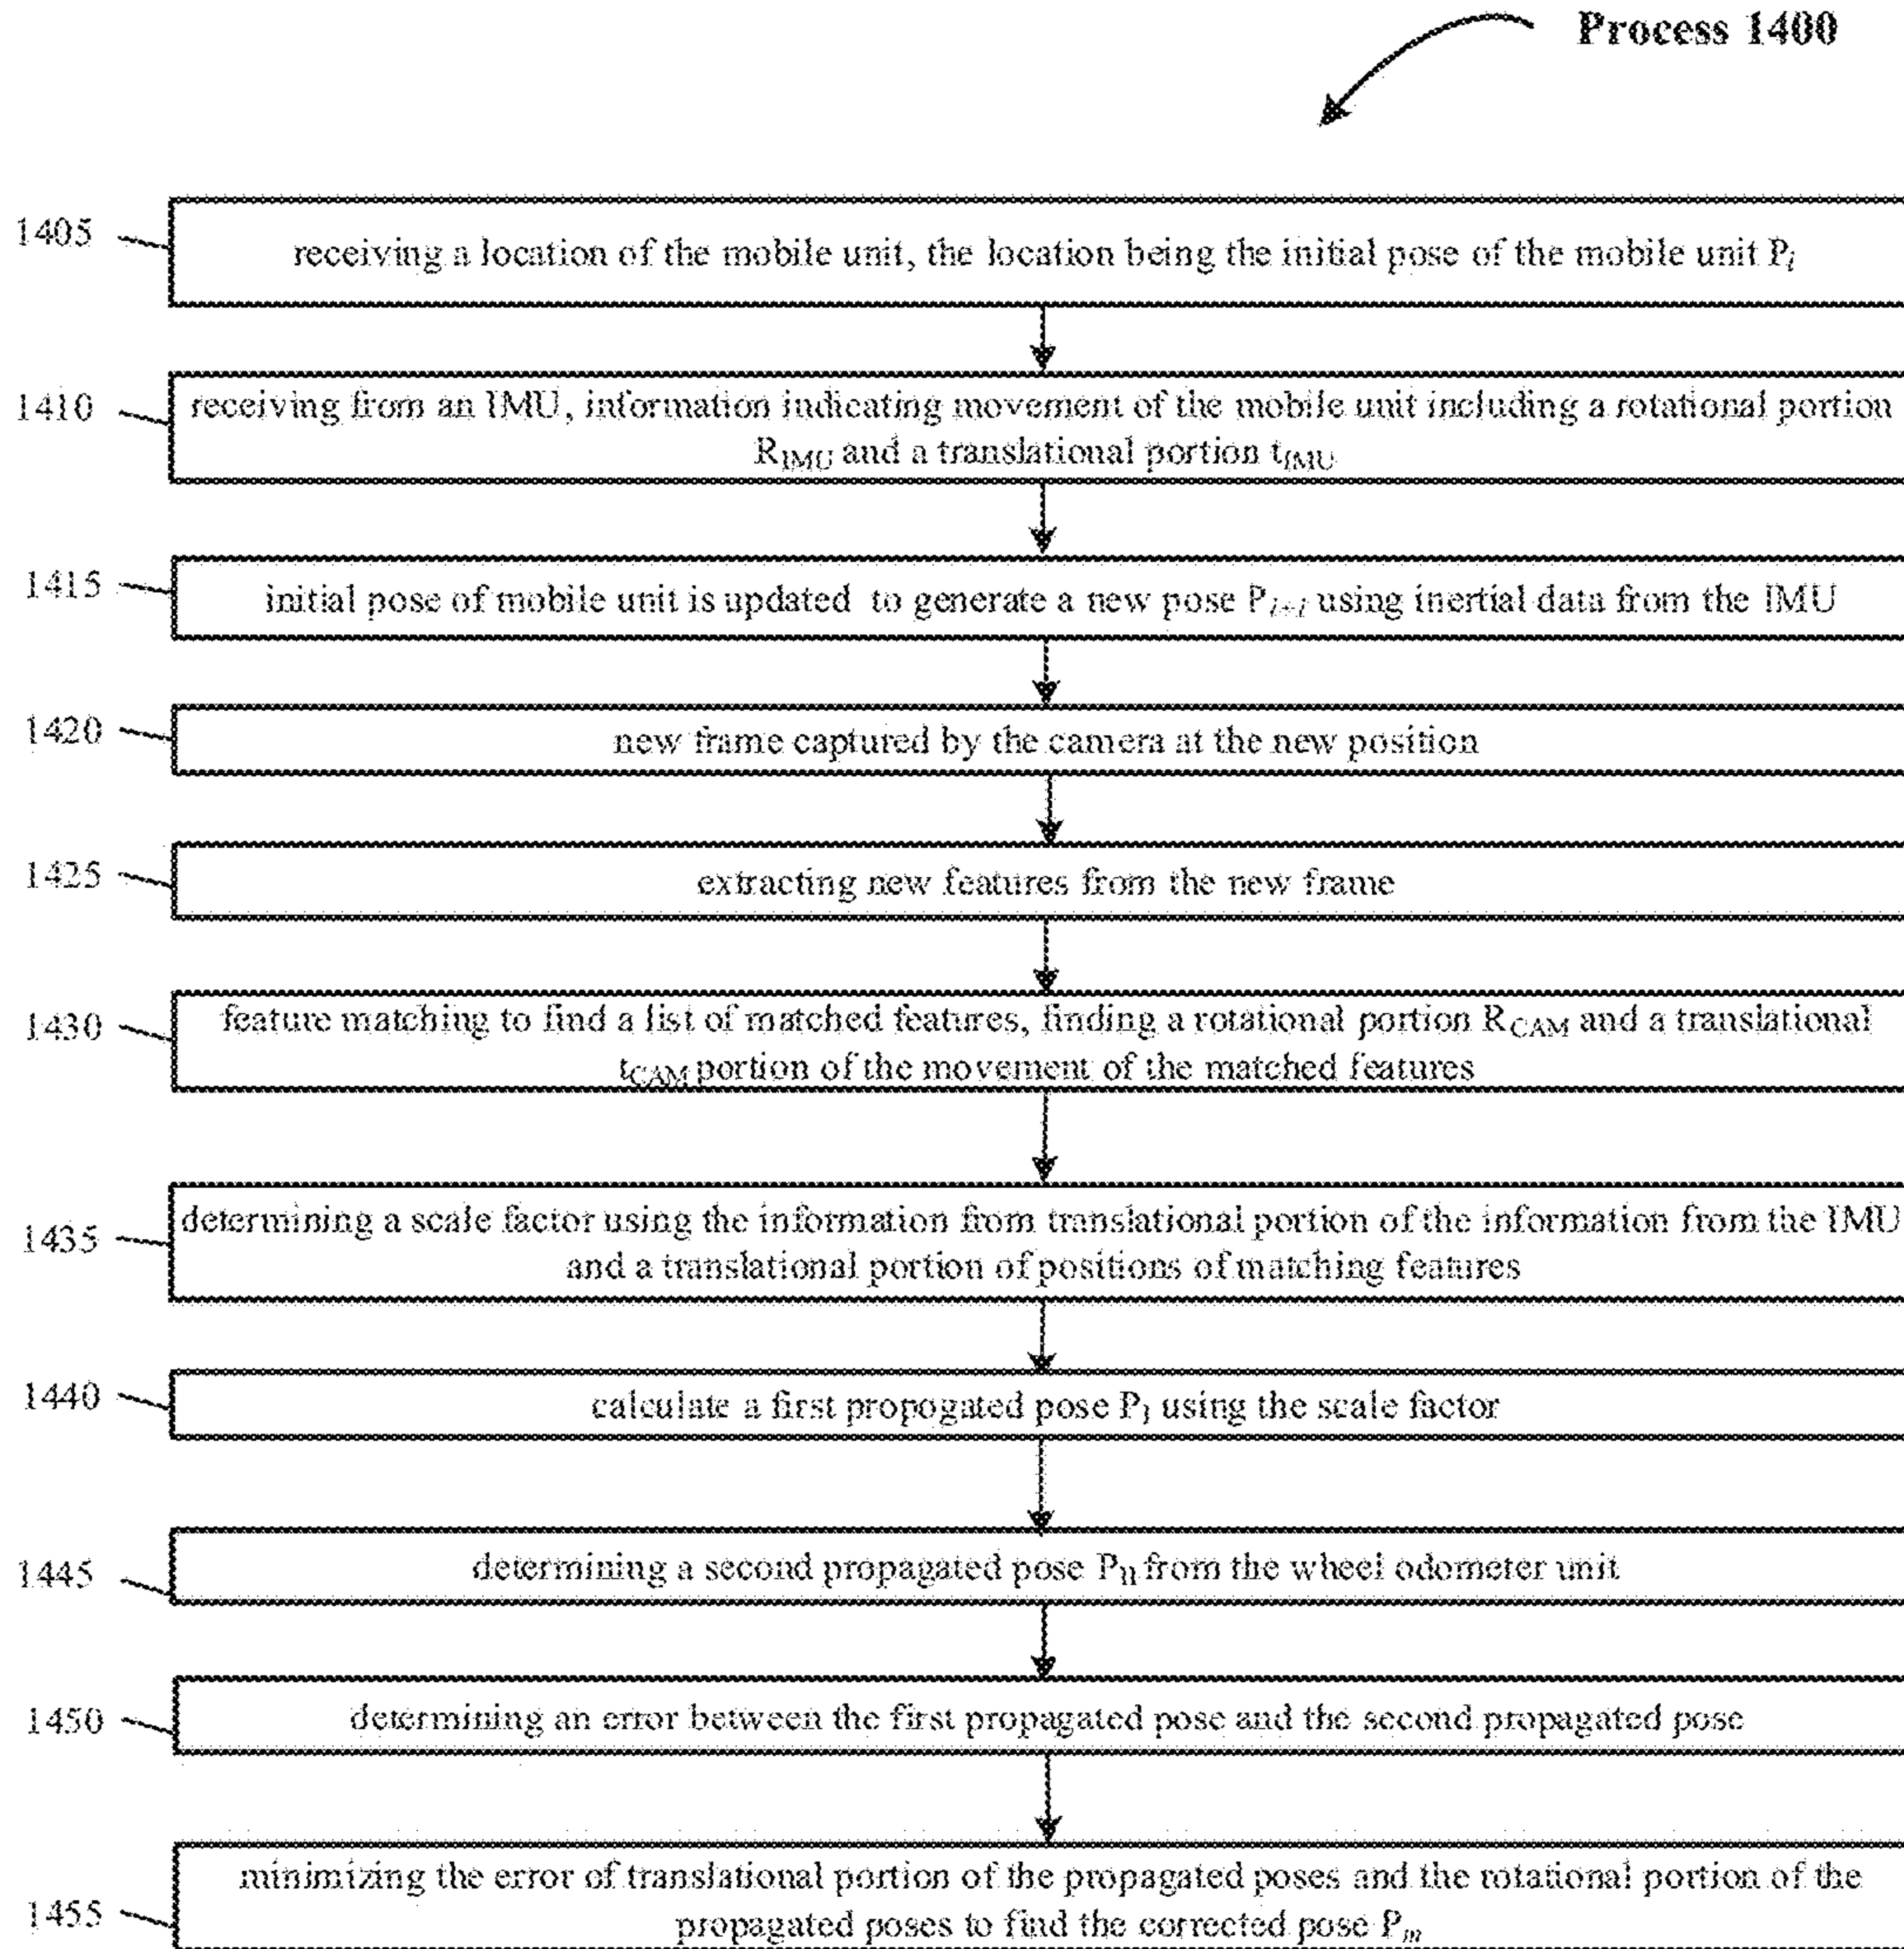 Process 1400
1405
receiving a location of the mobile unit, the location being the initial pose of the mobile unit Pi
1410
receiving from an IMU, information indicating movement of the mobile unit including a rotational portion
RIMU and a translational portion tIMU
1415
initial pose of mobile unit is updated to generate a new pose Pi+1 using inertial data from the IMU
1420
new frame captured by the camera at the new position
1425
extracting new features from the new frame
1430
feature matching to find a list of matched features, finding a rotational portion RCAM and a translational
tCAM portion of the movement of the matched features
1435
determining a scale factor using the information from translational portion of the information from the IMU
and a translational portion of positions of matching features
1440
calculate a first propogated pose PI using the scale factor
1445
determining a second propagated pose PII from the wheel odometer unit
1450
determining an error between the first propagated pose and the second propagated pose
1455
minimizing the error of translational portion of the propagated poses and the rotational portion of the
propagated poses to find the corrected pose Pm